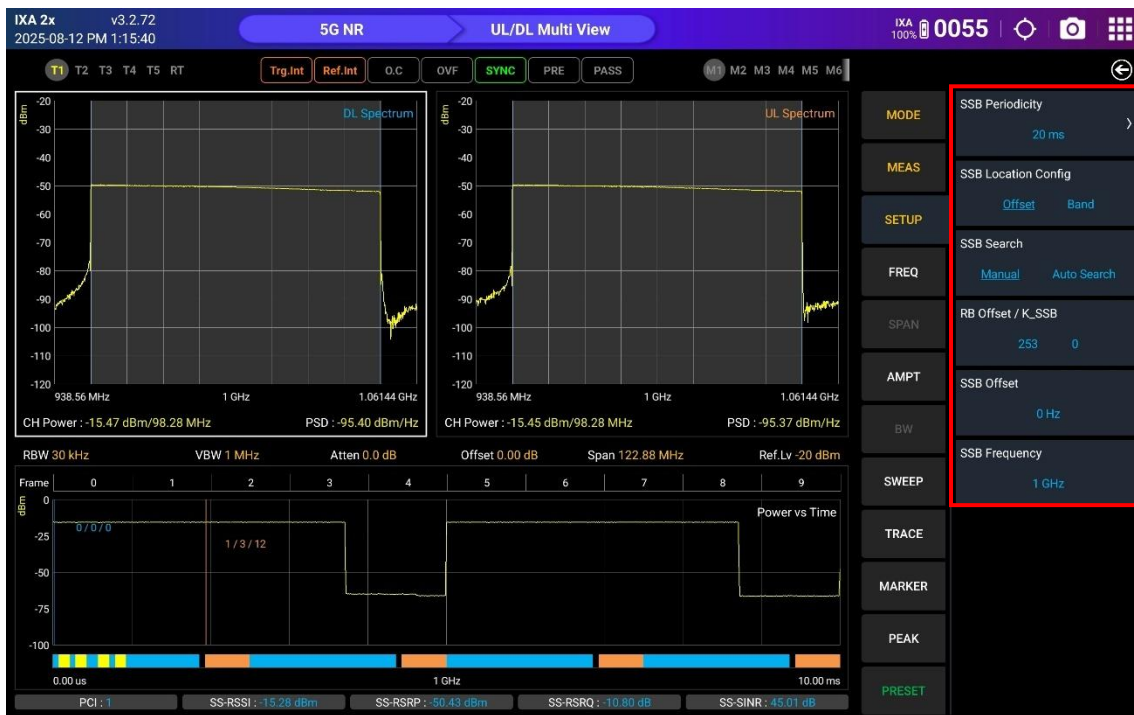 IXA 2x v3.2.72
2025-08-12 PM 1:15:40
5G NR UL/DL Multi View
IXA 100% 0055
T1 T2 T3 T4 T5 RT Trg.Int Ref.Int O.C OVF SYNC PRE PASS M1 M2 M3 M4 M5 M6
dBm
-20
-30
-40
-50
-60
-70
-80
-90
-100
-110
-120
DL Spectrum
938.56 MHz 1 GHz 1.06144 GHz
CH Power : -15.47 dBm/98.28 MHz PSD : -95.40 dBm/Hz
dBm
-20
-30
-40
-50
-60
-70
-80
-90
-100
-110
-120
UL Spectrum
938.56 MHz 1 GHz 1.06144 GHz
CH Power : -15.45 dBm/98.28 MHz PSD : -95.37 dBm/Hz
RBW 30 kHz VBW 1 MHz Atten 0.0 dB Offset 0.00 dB Span 122.88 MHz Ref.Lv -20 dBm
Frame 0 1 2 3 4 5 6 7 8 9
dBm
0
-25
-50
-75
-100
Power vs Time
0 / 0 / 0
1 / 3 / 12
0.00 us 1 GHz 10.00 ms
PCI : 1 SS-RSSI : -15.28 dBm SS-RSRP : -50.43 dBm SS-RSRQ : -10.80 dB SS-SINR : 45.01 dB
MODE
MEAS
SETUP
FREQ
SPAN
AMPT
BW
SWEEP
TRACE
MARKER
PEAK
PRESET
SSB Periodicity
20 ms
SSB Location Config
Offset Band
SSB Search
Manual Auto Search
RB Offset / K_SSB
253 0
SSB Offset
0 Hz
SSB Frequency
1 GHz